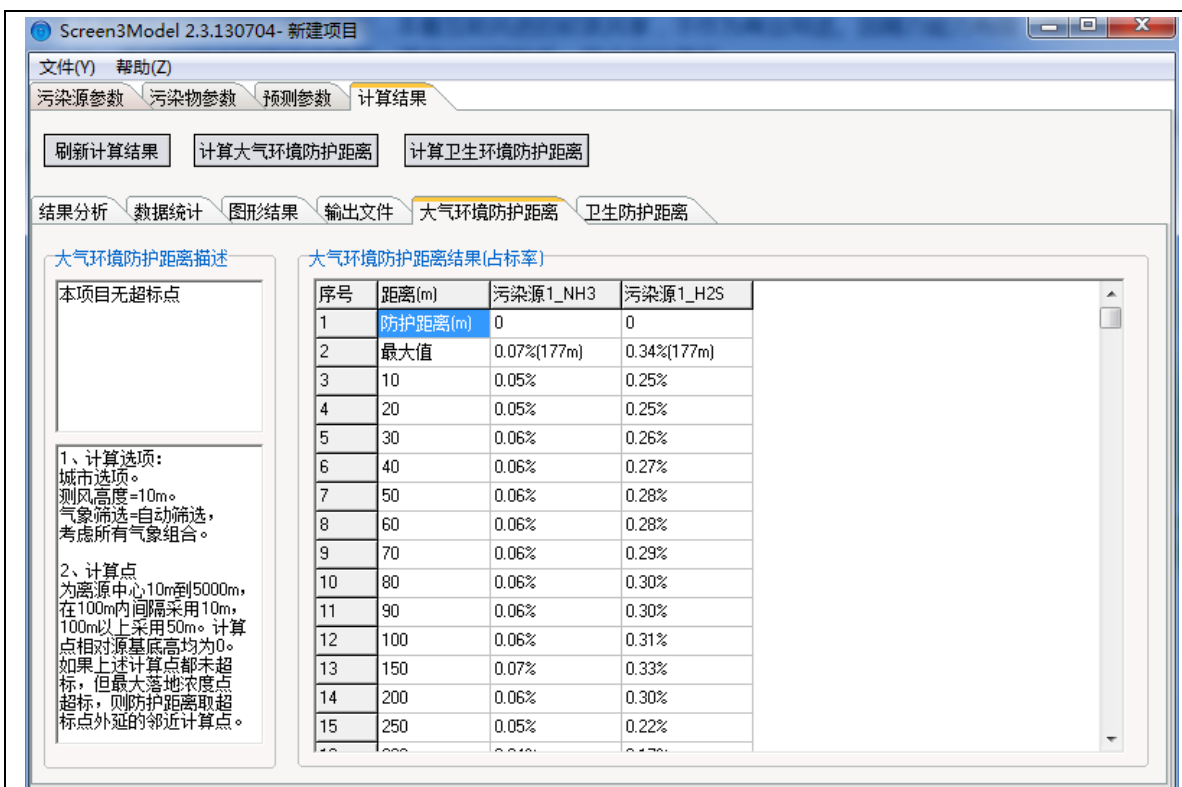 Screen3Model 2.3.130704- 新建项目
文件(Y) 帮助(Z)
污染源参数 污染物参数 预测参数 计算结果
刷新计算结果 计算大气环境防护距离 计算卫生环境防护距离
结果分析 数据统计 图形结果 输出文件 大气环境防护距离 卫生防护距离
大气环境防护距离描述
本项目无超标点
1、计算选项:
城市选项。
测风高度=10m。
气象筛选=自动筛选,
考虑所有气象组合。
2、计算点
为离源中心10m到5000m,
在100m内间隔采用10m,
100m以上采用50m。计算
点相对源基底高均为0。
如果上述计算点都未超
标,但最大落地浓度点
超标,则防护距离取超
标点外延的邻近计算点。
大气环境防护距离结果(占标率)
序号 距离(m) 污染源1_NH3 污染源1_H2S
1 防护距离(m) 0 0
2 最大值 0.07%(177m) 0.34%(177m)
3 10 0.05% 0.25%
4 20 0.05% 0.25%
5 30 0.06% 0.26%
6 40 0.06% 0.27%
7 50 0.06% 0.28%
8 60 0.06% 0.28%
9 70 0.06% 0.29%
10 80 0.06% 0.30%
11 90 0.06% 0.30%
12 100 0.06% 0.31%
13 150 0.07% 0.33%
14 200 0.06% 0.30%
15 250 0.05% 0.22%